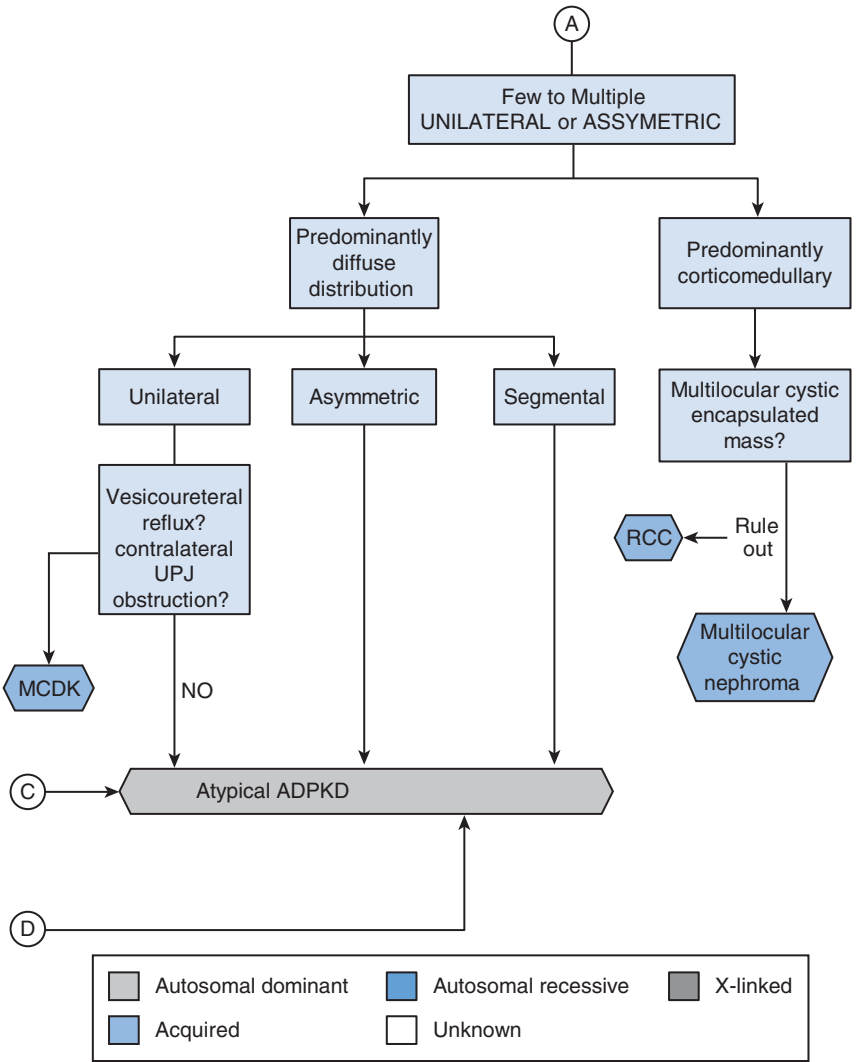 A
Few to Multiple
UNILATERAL or ASSYMETRIC
Predominantly
diffuse
distribution
Predominantly
corticomedullary
Unilateral
Asymmetric
Segmental
Multilocular cystic
encapsulated
mass?
Vesicoureteral
reflux?
contralateral
UPJ
obstruction?
RCC
Rule
out
MCDK
NO
Multilocular
cystic
nephroma
C
Atypical ADPKD
D
Autosomal dominant
Autosomal recessive
X-linked
Acquired
Unknown